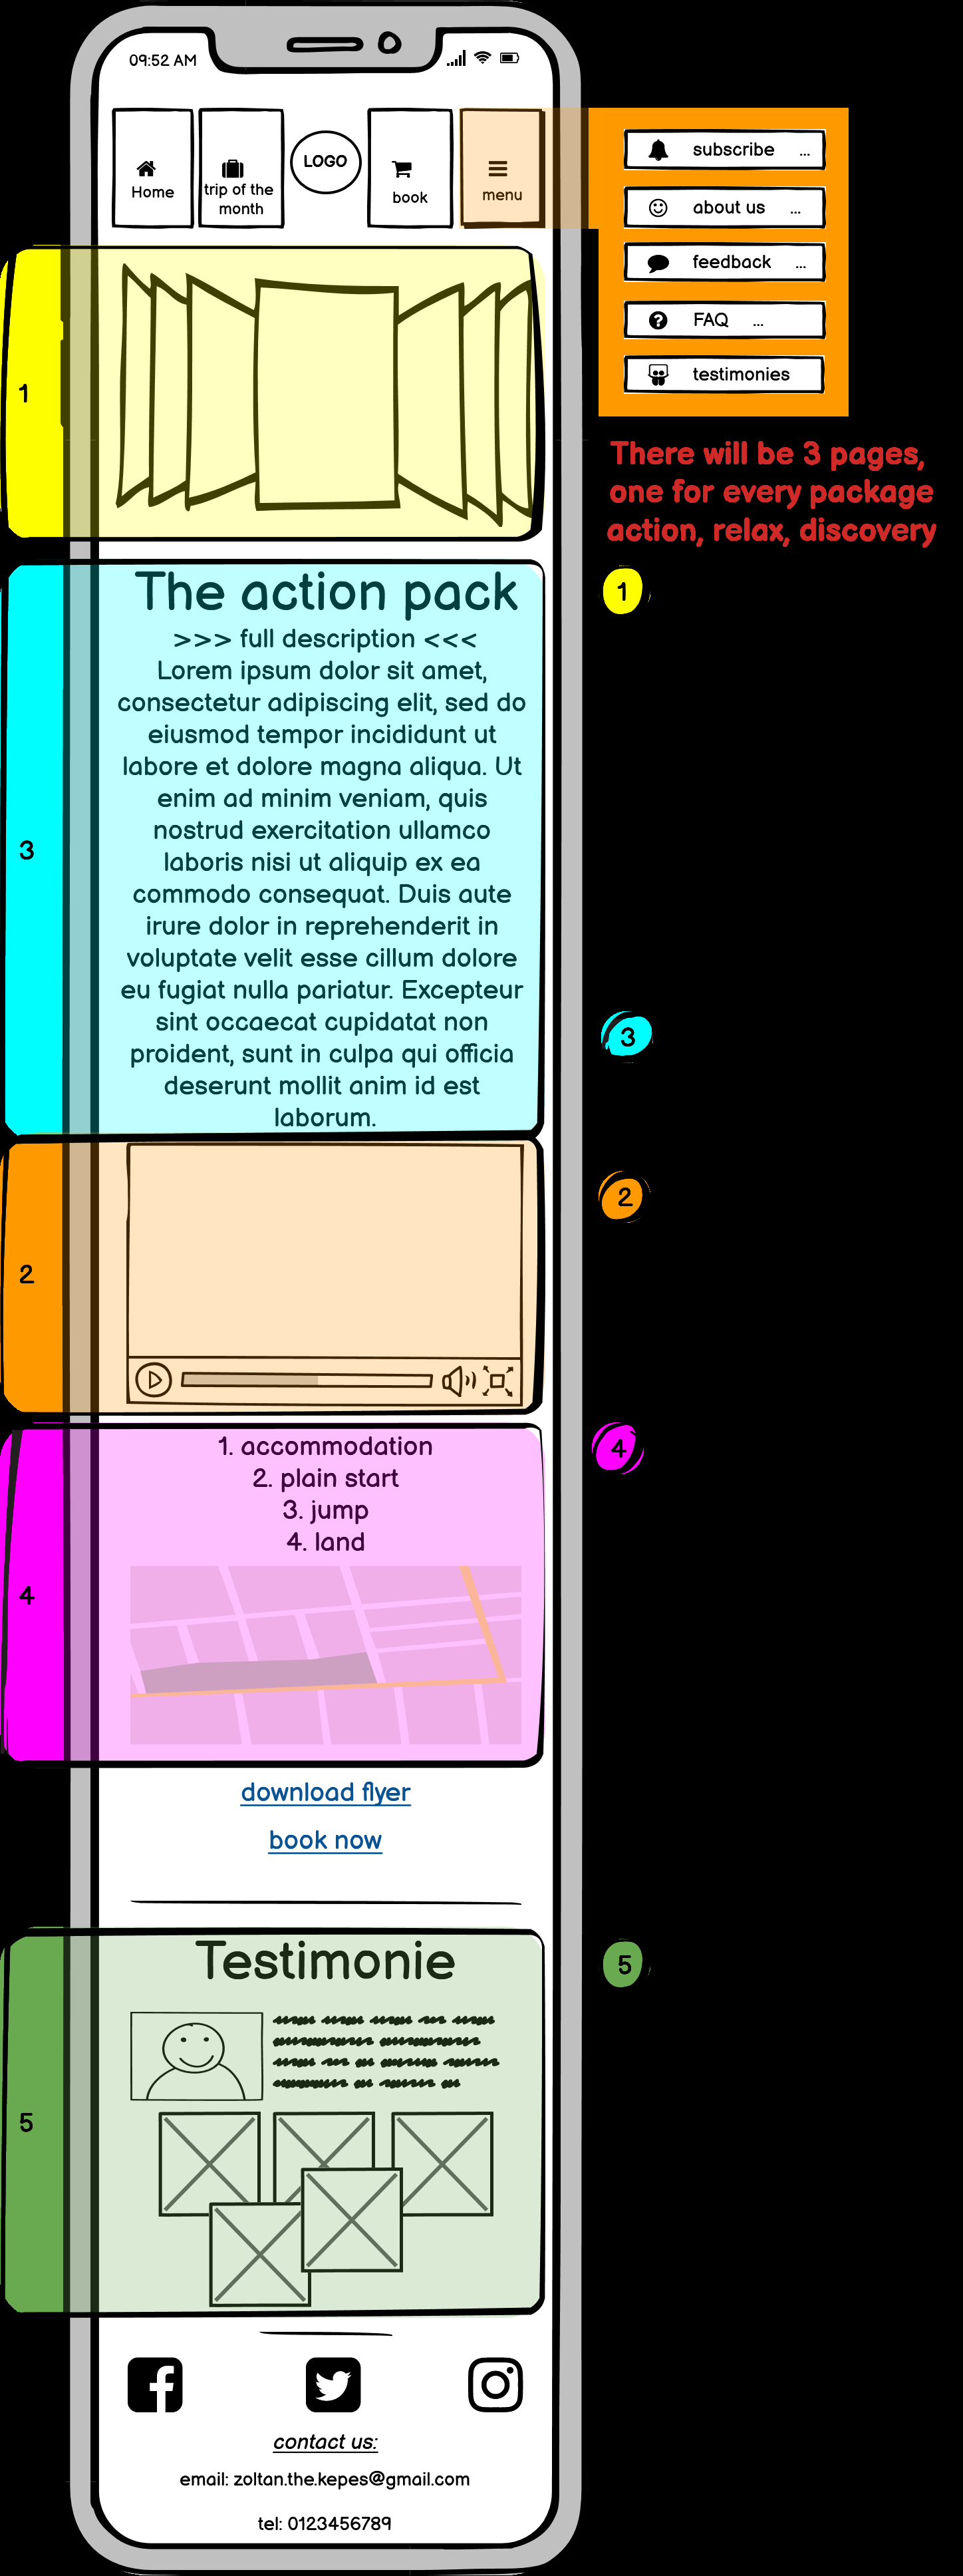 09:52 AM
Home
trip of the
month
LOGO
book
menu
subscribe ...
about us ...
feedback ...
FAQ ...
testimonies
There will be 3 pages,
one for every package
action, relax, discovery
1
1
The action pack
>>> full description <<<
Lorem ipsum dolor sit amet,
consectetur adipiscing elit, sed do
eiusmod tempor incididunt ut
labore et dolore magna aliqua. Ut
enim ad minim veniam, quis
nostrud exercitation ullamco
laboris nisi ut aliquip ex ea
commodo consequat. Duis aute
irure dolor in reprehenderit in
voluptate velit esse cillum dolore
eu fugiat nulla pariatur. Excepteur
sint occaecat cupidatat non
proident, sunt in culpa qui officia
deserunt mollit anim id est
laborum.
3
3
2
2
1. accommodation
2. plain start
3. jump
4. land
4
4
download flyer
book now
Testimonie
5
5
contact us:
email: zoltan.the.kepes@gmail.com
tel: 0123456789